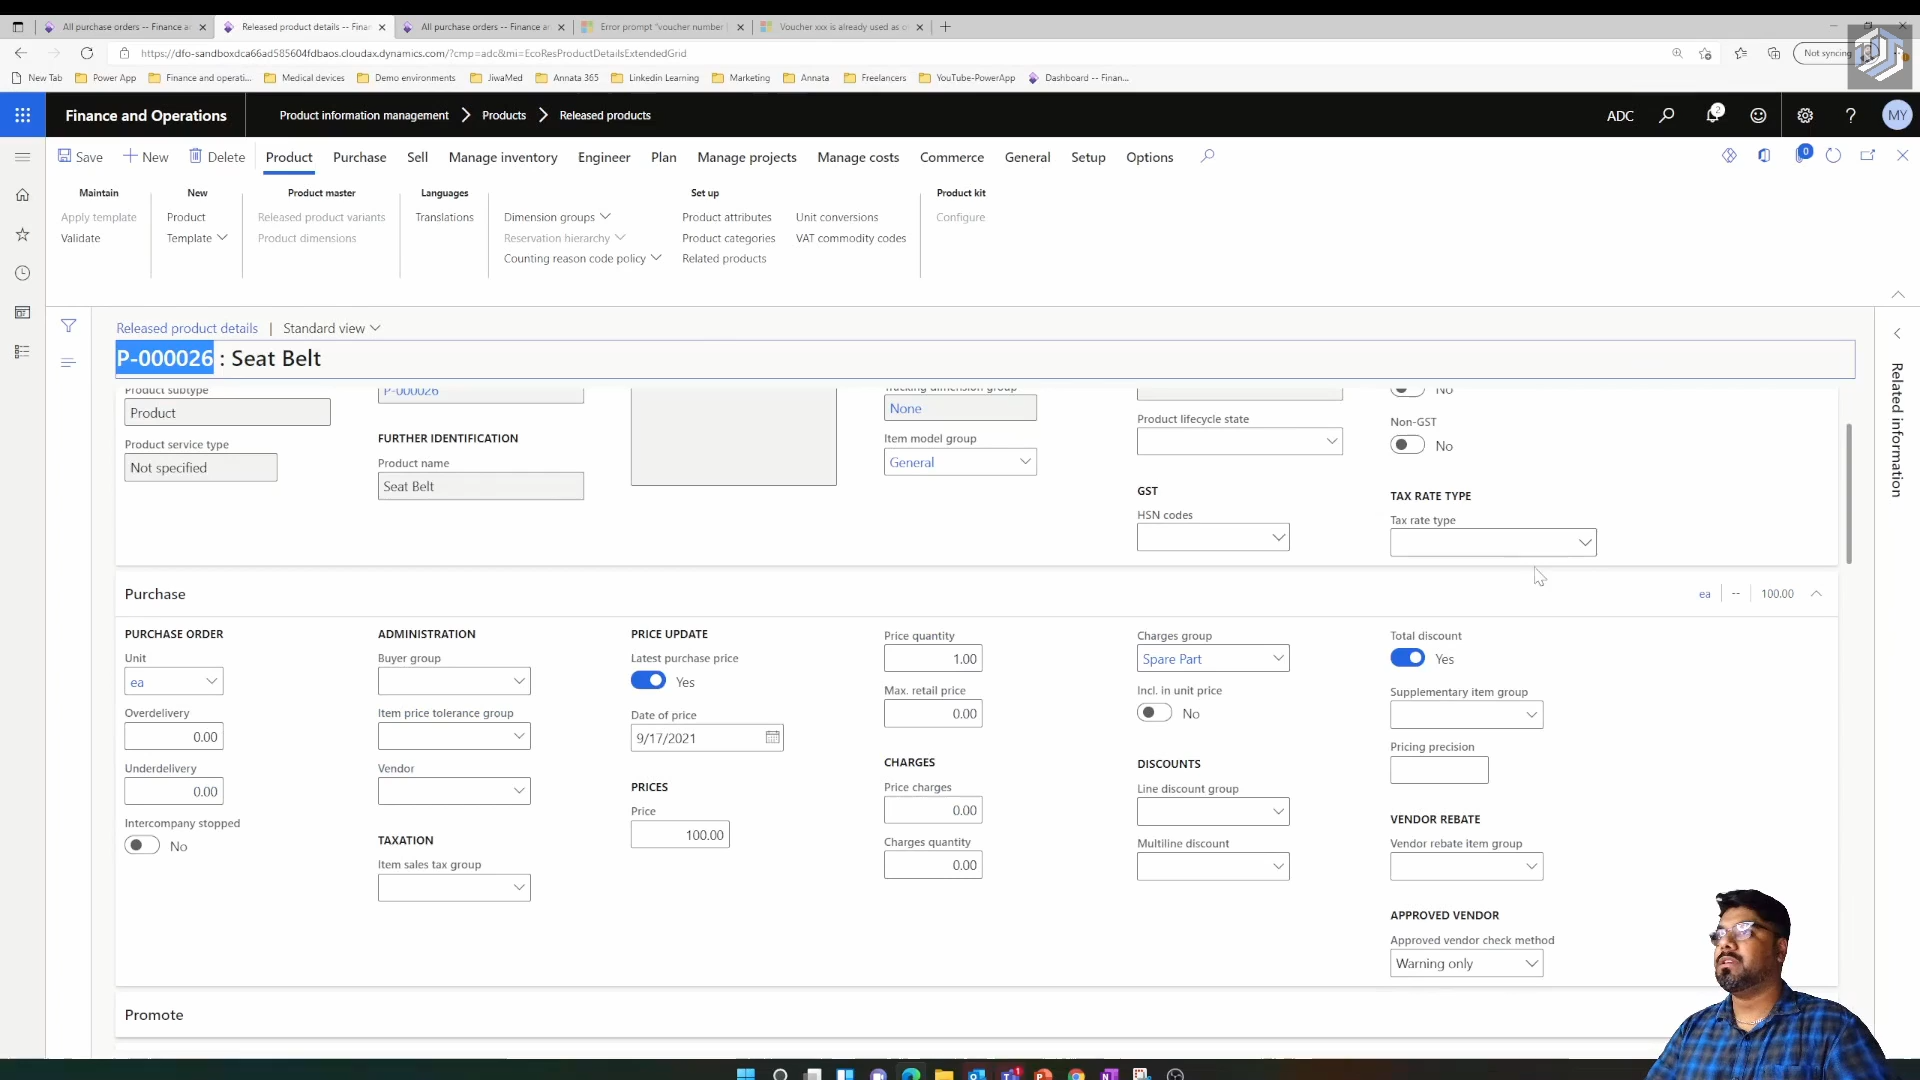 All purchase orders -- Finance a
Released product details -- Finan
All purchase orders -- Finance a
Error prompt "voucher number
Voucher xxx is already used as o
https://dfo-sandboxdca66ad585604fdbaos.cloudax.dynamics.com/?cmp=adc&mi=EcoResProductDetailsExtendedGrid
Not syncing
New Tab
Power App
Finance and operati...
Medical devices
Demo environments
JiwaMed
Annata 365
Linkedin Learning
Marketing
Annata
Freelancers
YouTube-PowerApp
Dashboard -- Finan...
Finance and Operations
Product information management
Products
Released products
ADC
2
?
MY
Save
New
Delete
Product
Purchase
Sell
Manage inventory
Engineer
Plan
Manage projects
Manage costs
Commerce
General
Setup
Options
0
Maintain
Apply template
Validate
New
Product
Template
Product master
Released product variants
Product dimensions
Languages
Translations
Set up
Dimension groups
Reservation hierarchy
Counting reason code policy
Product attributes
Product categories
Related products
Unit conversions
VAT commodity codes
Product kit
Configure
Released product details | Standard view
P-000026 : Seat Belt
Related information
Product subtype
Product
Product service type
Not specified
P-000026
FURTHER IDENTIFICATION
Product name
Seat Belt
Tracking dimension group
None
Item model group
General
Product lifecycle state
GST
HSN codes
No
Non-GST
No
TAX RATE TYPE
Tax rate type
Purchase
ea
--
100.00
PURCHASE ORDER
Unit
ea
Overdelivery
0.00
Underdelivery
0.00
Intercompany stopped
No
ADMINISTRATION
Buyer group
Item price tolerance group
Vendor
TAXATION
Item sales tax group
PRICE UPDATE
Latest purchase price
Yes
Date of price
9/17/2021
PRICES
Price
100.00
Price quantity
1.00
Max. retail price
0.00
CHARGES
Price charges
0.00
Charges quantity
0.00
Charges group
Spare Part
Incl. in unit price
No
DISCOUNTS
Line discount group
Multiline discount
Total discount
Yes
Supplementary item group
Pricing precision
VENDOR REBATE
Vendor rebate item group
APPROVED VENDOR
Approved vendor check method
Warning only
Promote